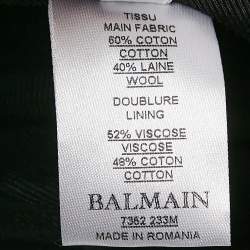 TISSU
MAIN FABRIC
60% COTON
COTTON
40% LAINE
WOOL
DOUBLURE
LINING
52% VISCOSE
VISCOSE
48% COTON
COTTON
BALMAIN
7362 233M
MADE IN ROMANIA